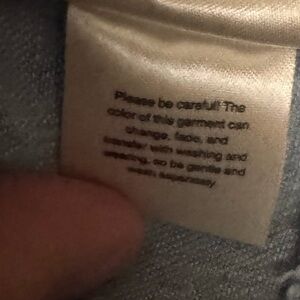 Please be careful! The
color of this garment can
change, fade, and
transfer with washing and
wearing, so be gentle and
wash separately